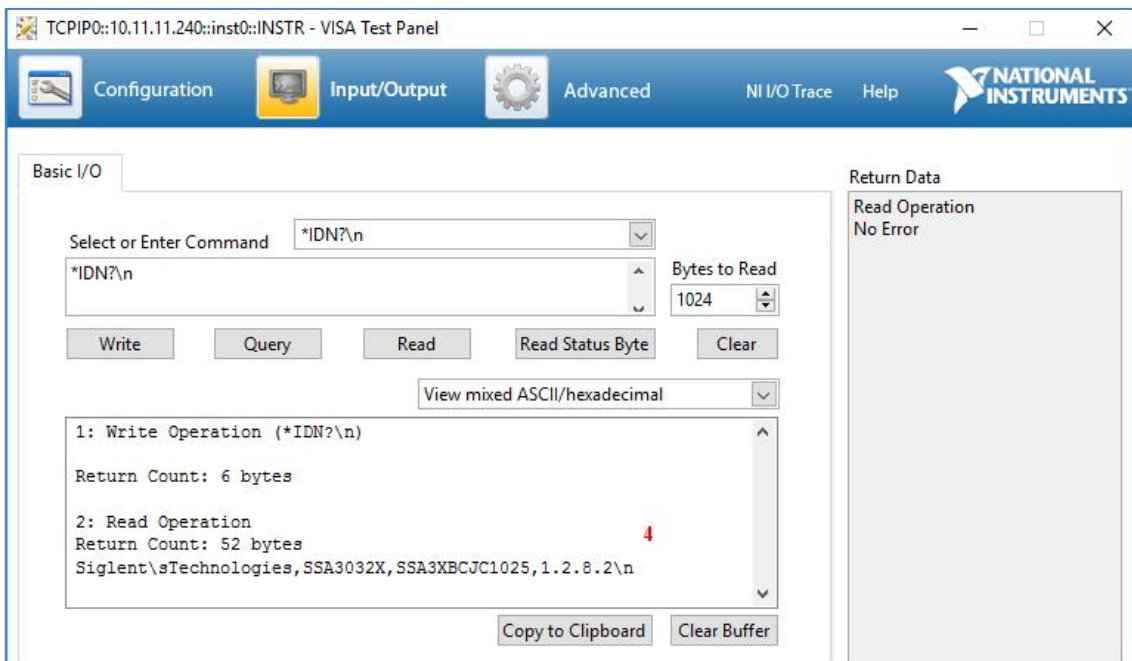 TCPIP0::10.11.11.240::inst0::INSTR - VISA Test Panel
Configuration
Input/Output
Advanced
NI I/O Trace
Help
NATIONAL
INSTRUMENTS
Basic I/O
Select or Enter Command
*IDN?\n
*IDN?\n
Bytes to Read
1024
Write
Query
Read
Read Status Byte
Clear
View mixed ASCII/hexadecimal
1: Write Operation (*IDN?\n)
Return Count: 6 bytes
2: Read Operation
Return Count: 52 bytes
Siglent\sTechnologies,SSA3032X,SSA3XBCJC1025,1.2.8.2\n
4
Copy to Clipboard
Clear Buffer
Return Data
Read Operation
No Error